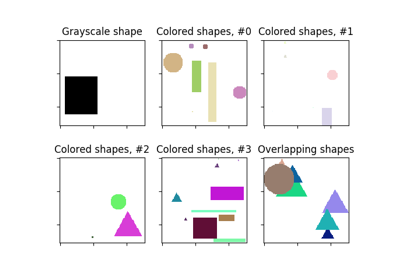 Grayscale shape
Colored shapes, #0
Colored shapes, #1
Colored shapes, #2
Colored shapes, #3
Overlapping shapes